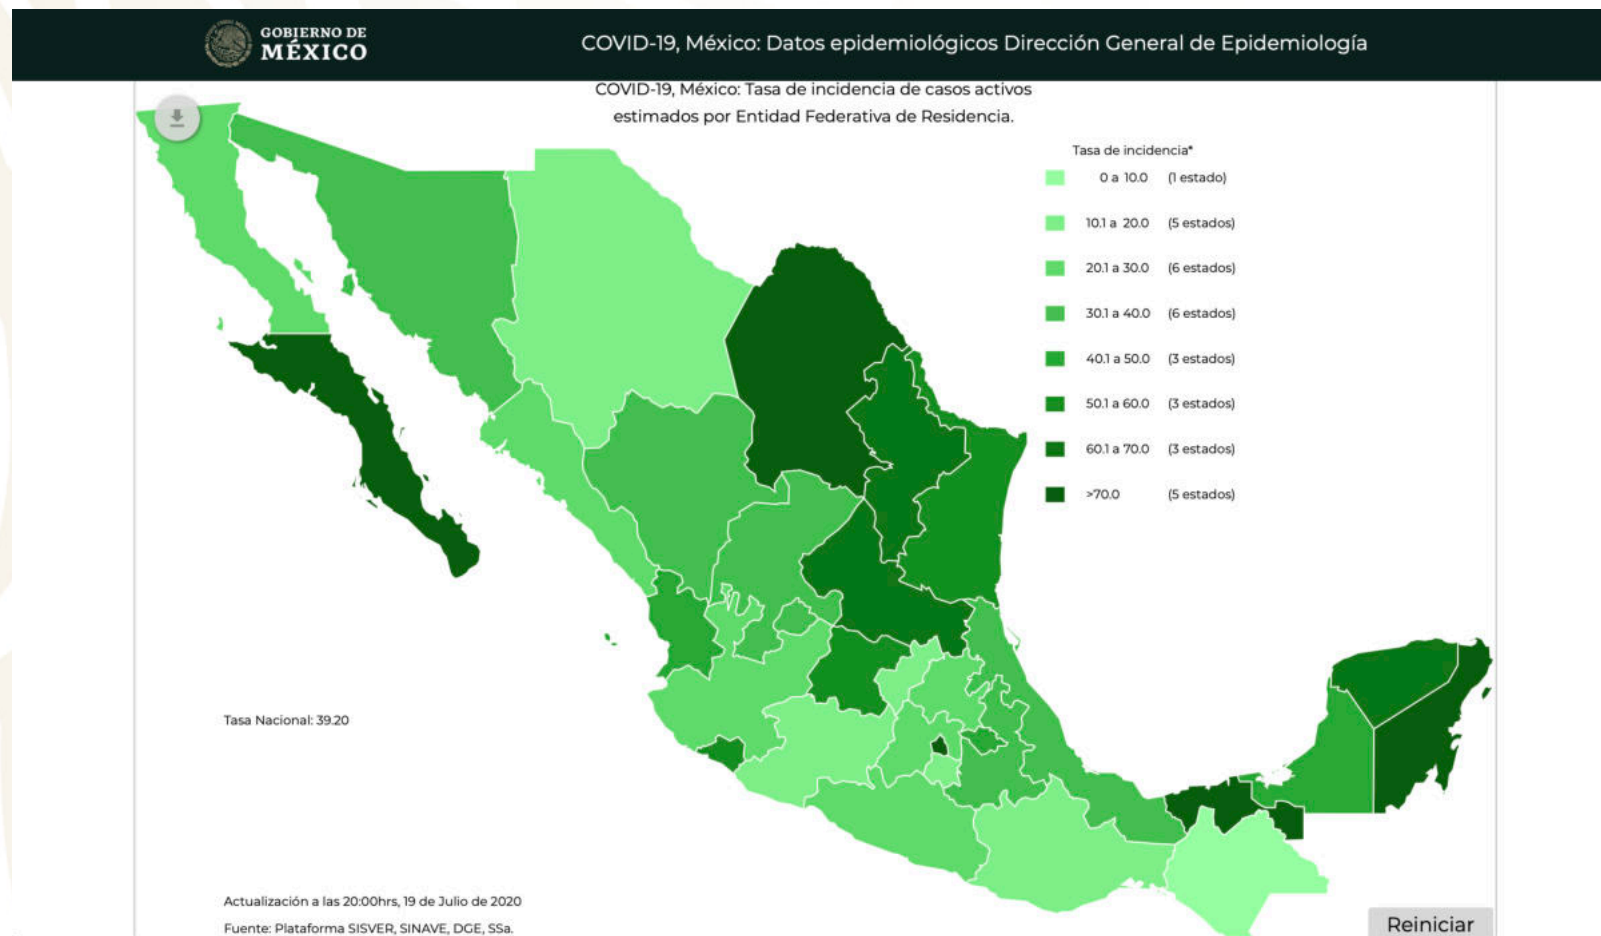 GOBIERNO DE
MÉXICO
COVID-19, México: Datos epidemiológicos Dirección General de Epidemiología
COVID-19, México: Tasa de incidencia de casos activos
estimados por Entidad Federativa de Residencia.
Tasa de incidencia*
0 a 10.0 (1 estado)
10.1 a 20.0 (5 estados)
20.1 a 30.0 (6 estados)
30.1 a 40.0 (6 estados)
40.1 a 50.0 (3 estados)
50.1 a 60.0 (3 estados)
60.1 a 70.0 (3 estados)
>70.0 (5 estados)
Tasa Nacional: 39.20
Actualización a las 20:00hrs, 19 de Julio de 2020
Fuente: Plataforma SISVER, SINAVE, DGE, SSa.
Reiniciar